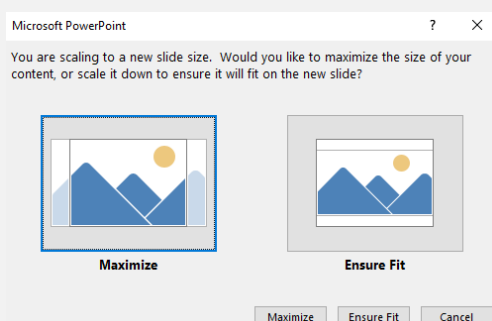 Microsoft PowerPoint ?
You are scaling to a new slide size. Would you like to maximize the size of your
content, or scale it down to ensure it will fit on the new slide?
Maximize Ensure Fit
Maximize Ensure Fit Cancel